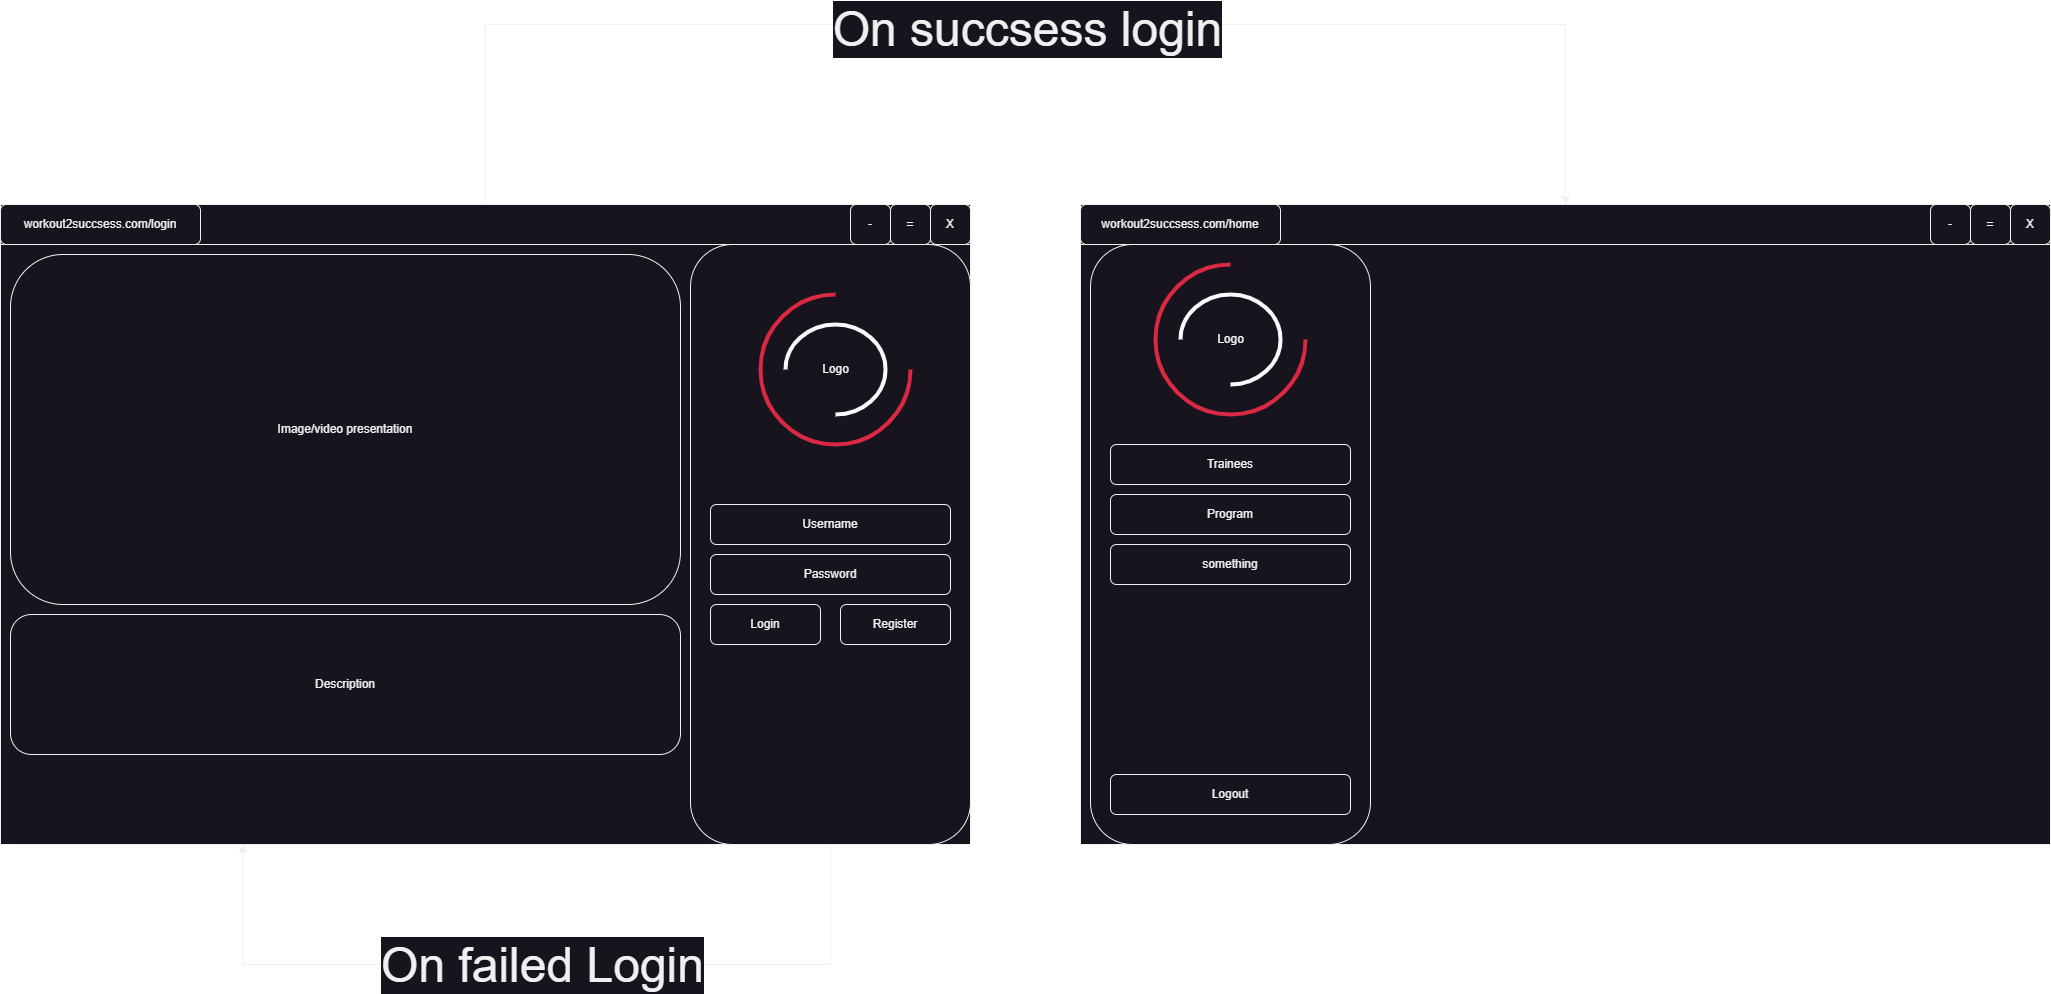 On succsess login
workout2succsess.com/login
-
=
X
Image/video presentation
Description
Logo
Username
Password
Login
Register
workout2succsess.com/home
-
=
X
Logo
Trainees
Program
something
Logout
On failed Login